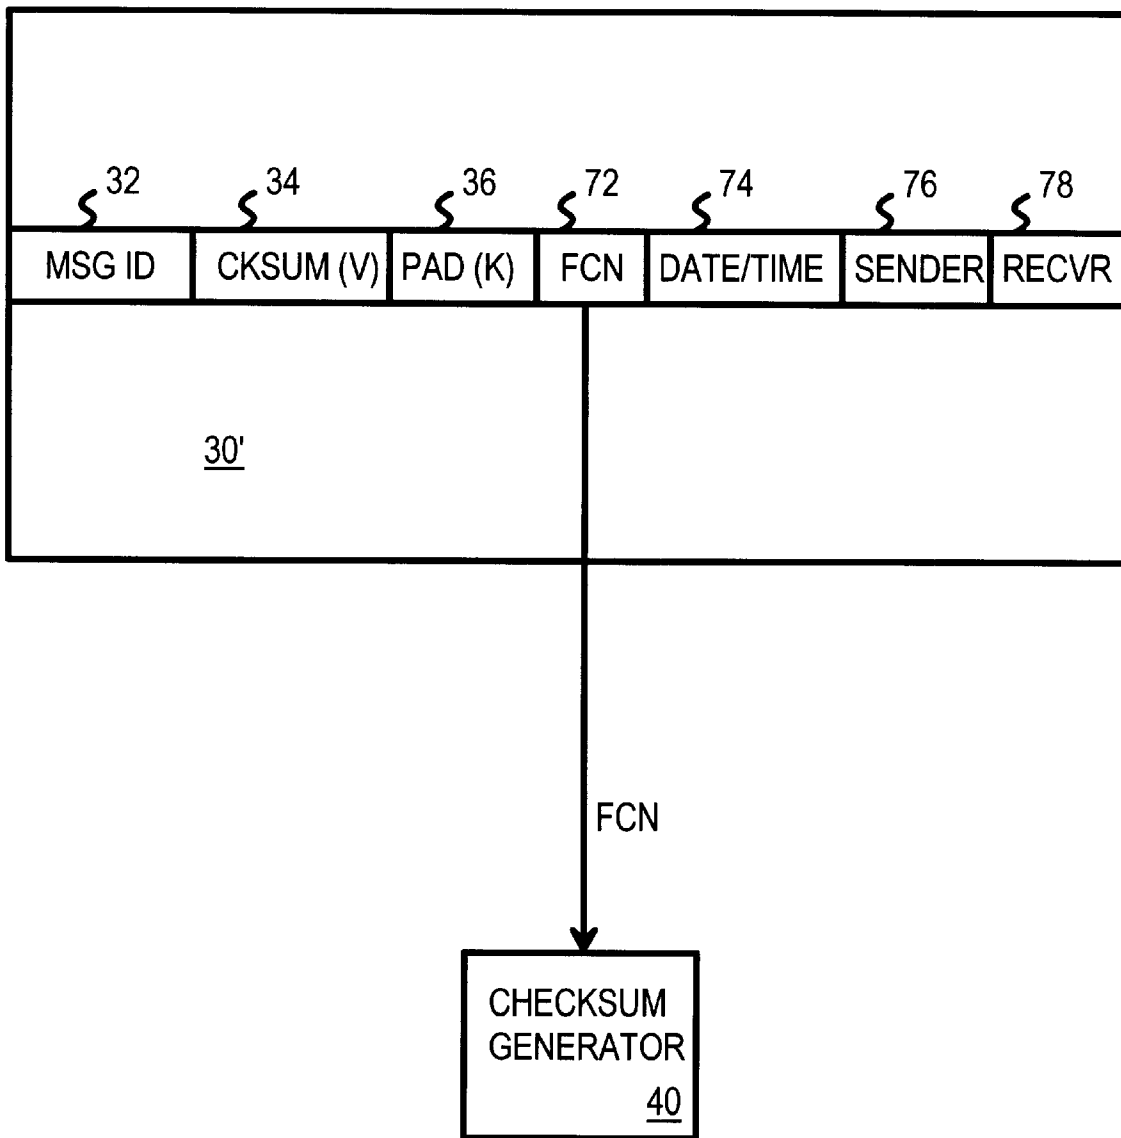 32 34 36 72 74 76 78
MSG ID CKSUM (V) PAD (K) FCN DATE/TIME SENDER RECVR
30'
FCN
CHECKSUM
GENERATOR
40